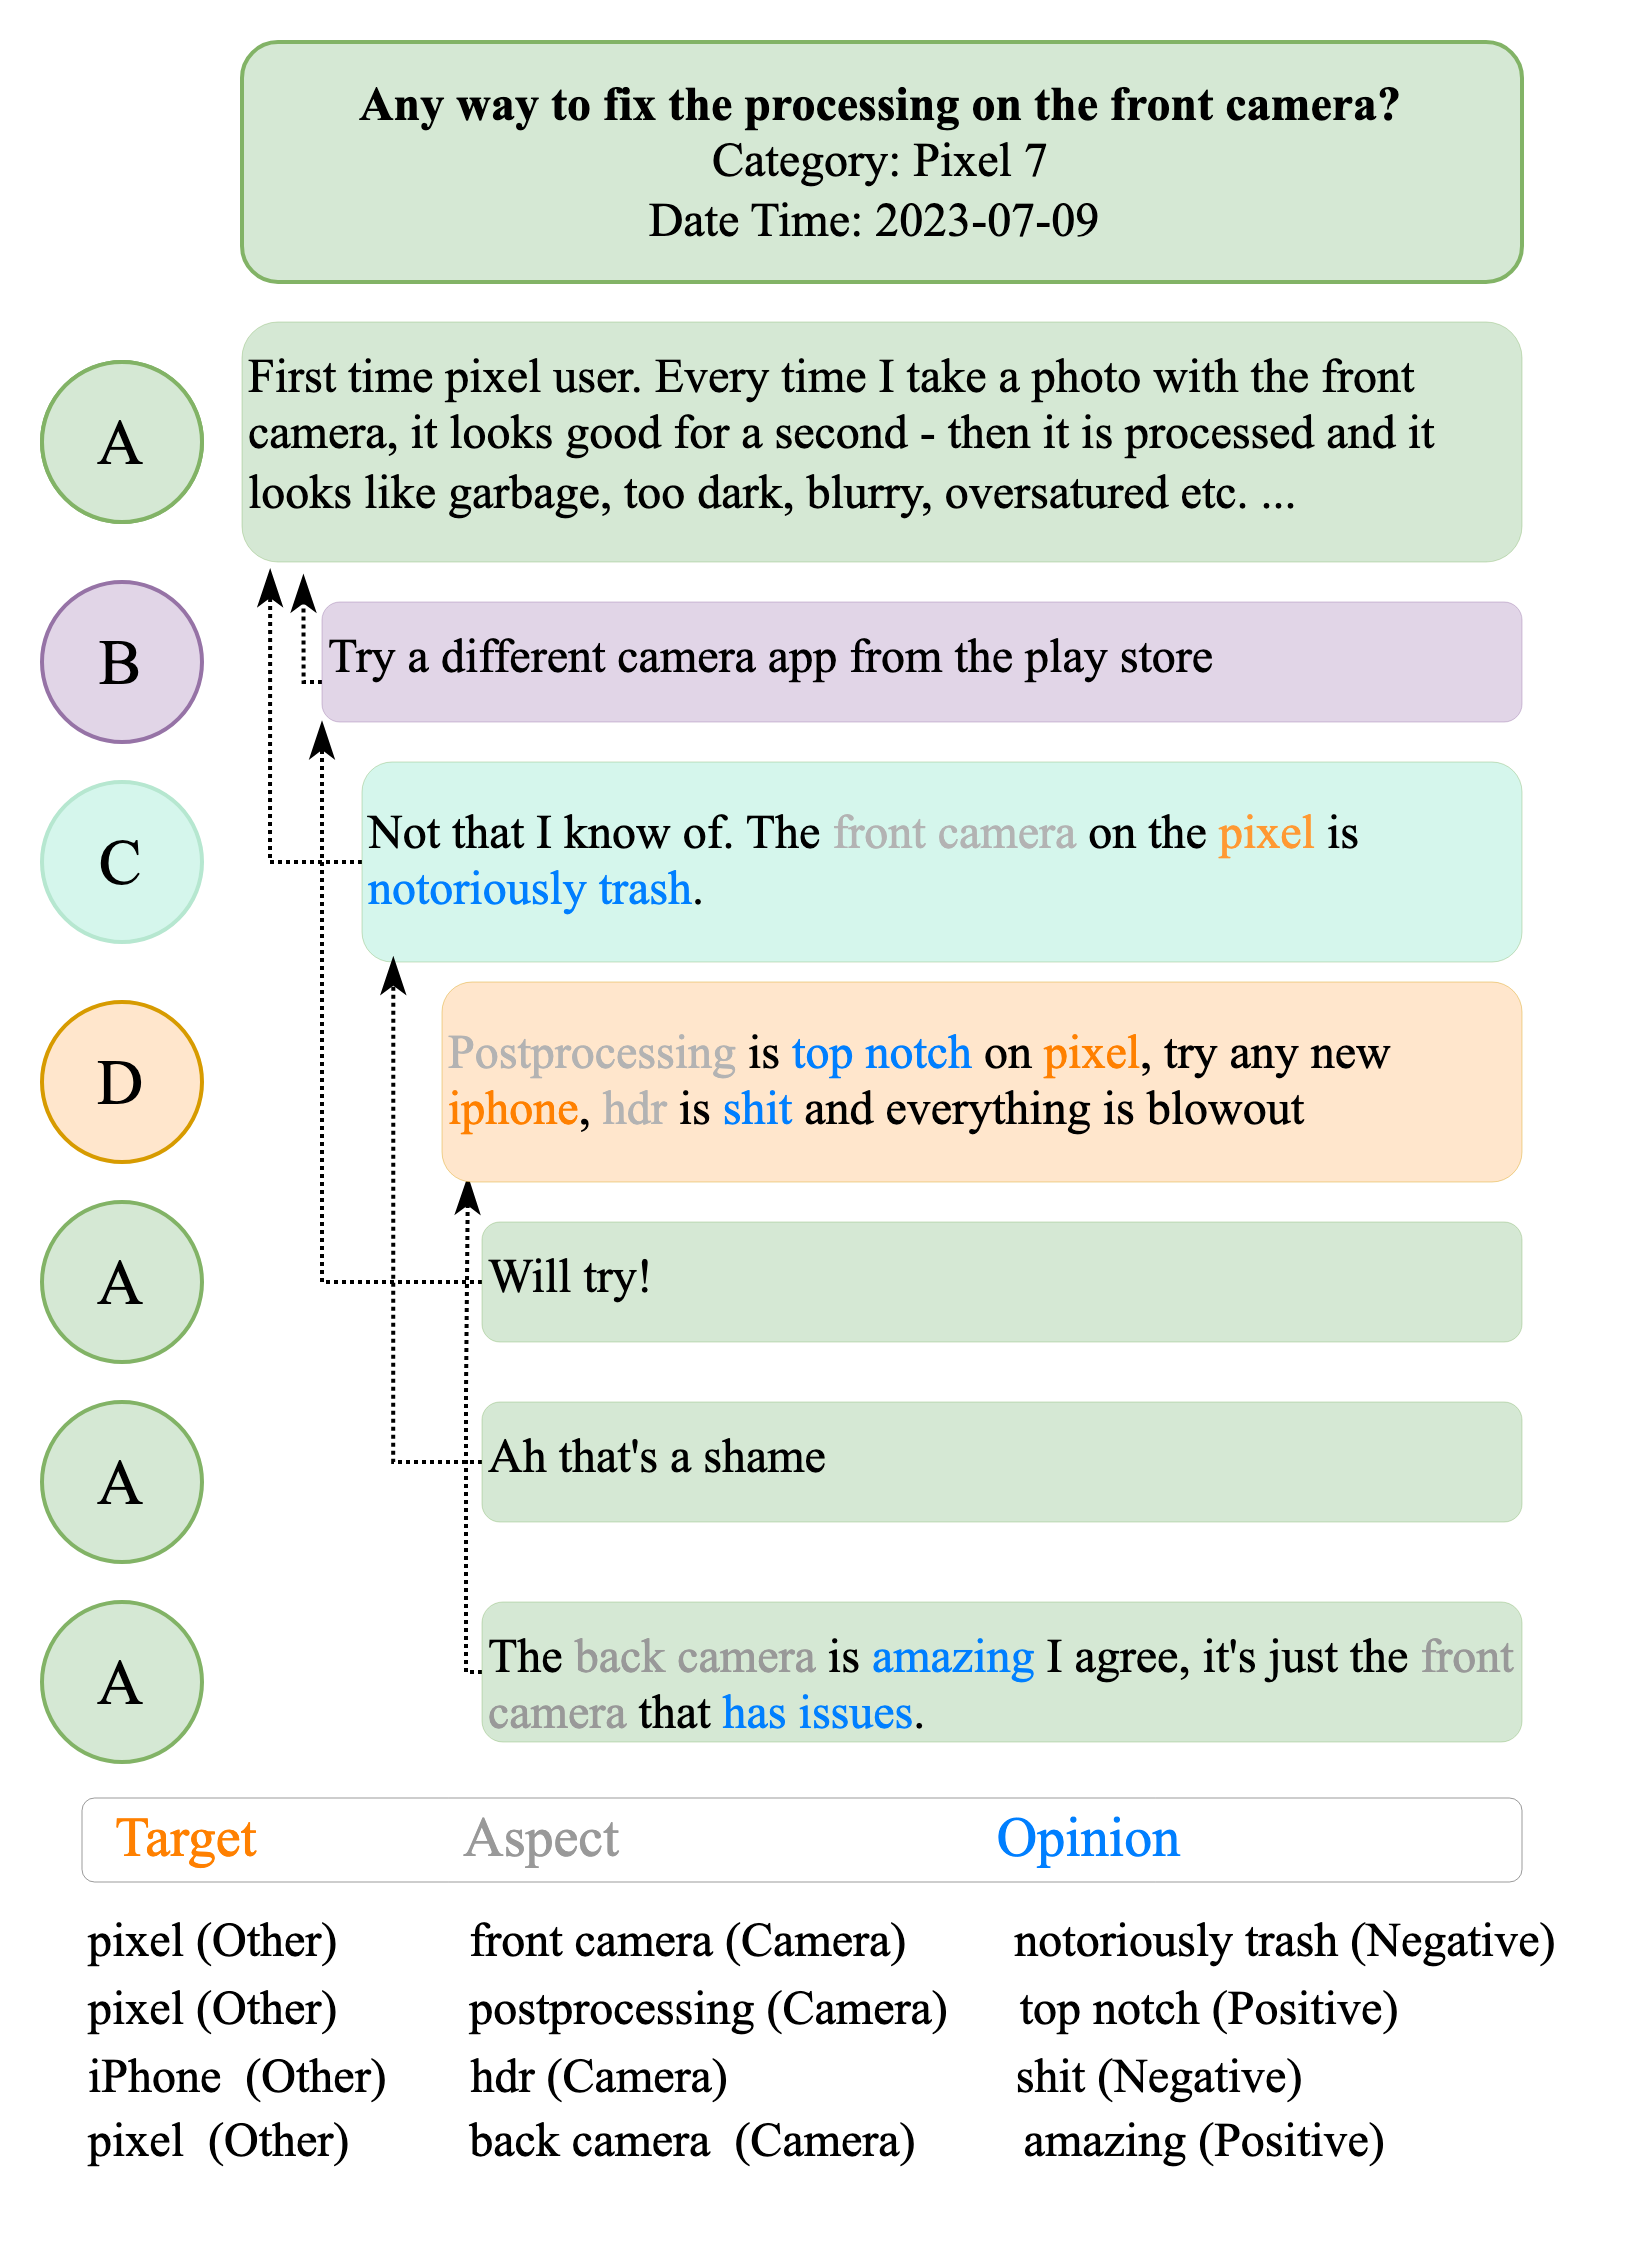 Any way to fix the processing on the front camera?
Category: Pixel 7
Date Time: 2023-07-09
A
First time pixel user. Every time I take a photo with the front
camera, it looks good for a second - then it is processed and it
looks like garbage, too dark, blurry, oversatured etc. ...
B
Try a different camera app from the play store
C
Not that I know of. The front camera on the pixel is
notoriously trash.
D
Postprocessing is top notch on pixel, try any new
iphone, hdr is shit and everything is blowout
A
Will try!
A
Ah that's a shame
A
The back camera is amazing I agree, it's just the front
camera that has issues.
Target Aspect Opinion
pixel (Other) front camera (Camera) notoriously trash (Negative)
pixel (Other) postprocessing (Camera) top notch (Positive)
iPhone (Other) hdr (Camera) shit (Negative)
pixel (Other) back camera (Camera) amazing (Positive)